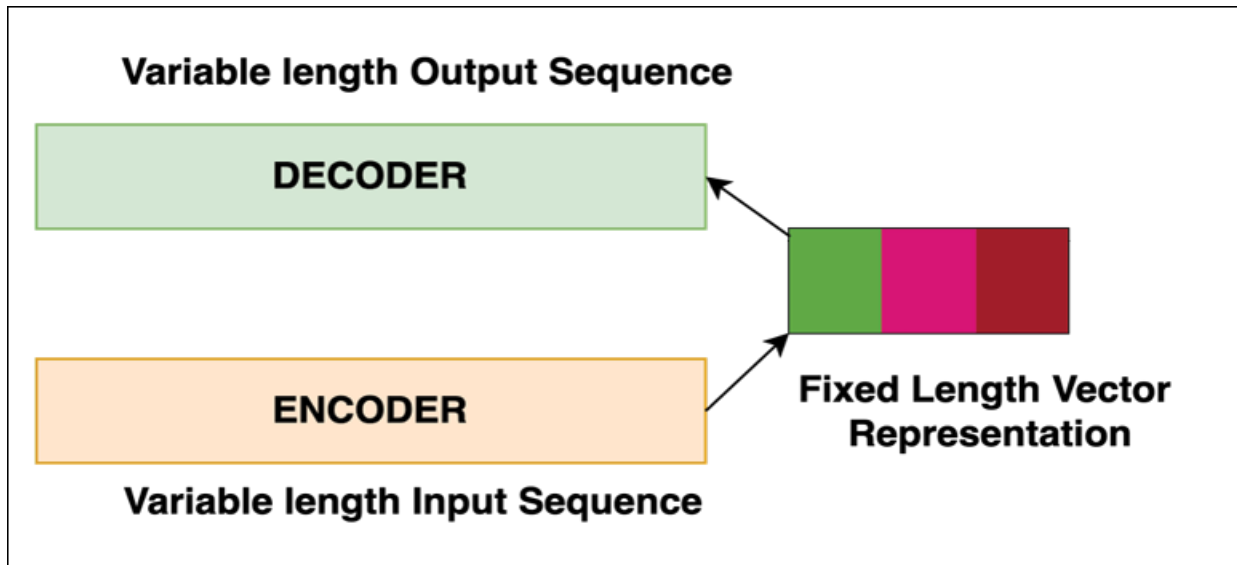 Variable length Output Sequence
DECODER
ENCODER
Fixed Length Vector
Representation
Variable length Input Sequence